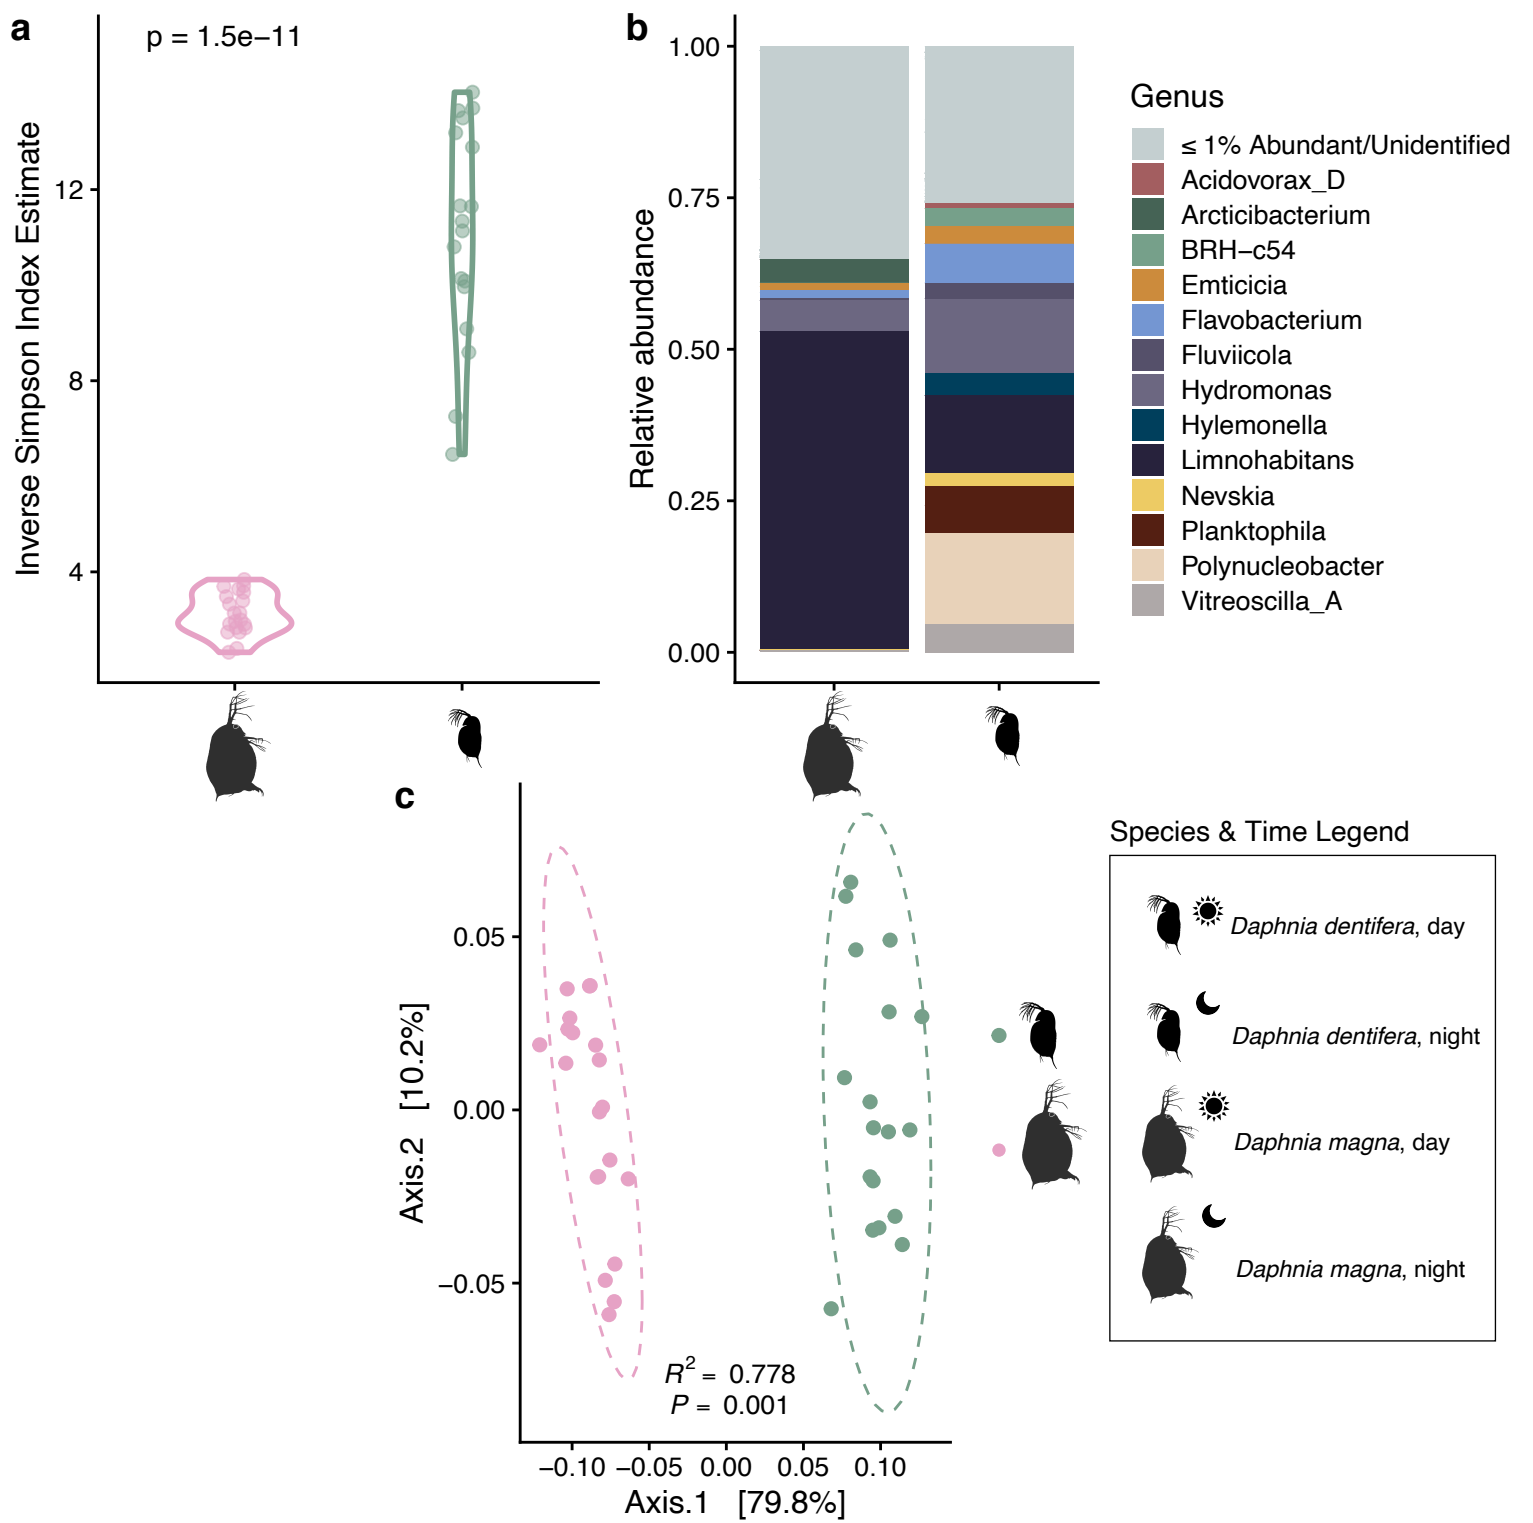 a
p = 1.5e−11
Inverse Simpson Index Estimate
12
8
4
b
Relative abundance
1.00
0.75
0.50
0.25
0.00
Genus
≤ 1% Abundant/Unidentified
Acidovorax_D
Arcticibacterium
BRH−c54
Emticicia
Flavobacterium
Fluviicola
Hydromonas
Hylemonella
Limnohabitans
Nevskia
Planktophila
Polynucleobacter
Vitreoscilla_A
c
Axis.2 [10.2%]
0.05
0.00
−0.05
R² = 0.778
P = 0.001
−0.10 −0.05 0.00 0.05 0.10
Axis.1 [79.8%]
Species & Time Legend
Daphnia dentifera, day
Daphnia dentifera, night
Daphnia magna, day
Daphnia magna, night